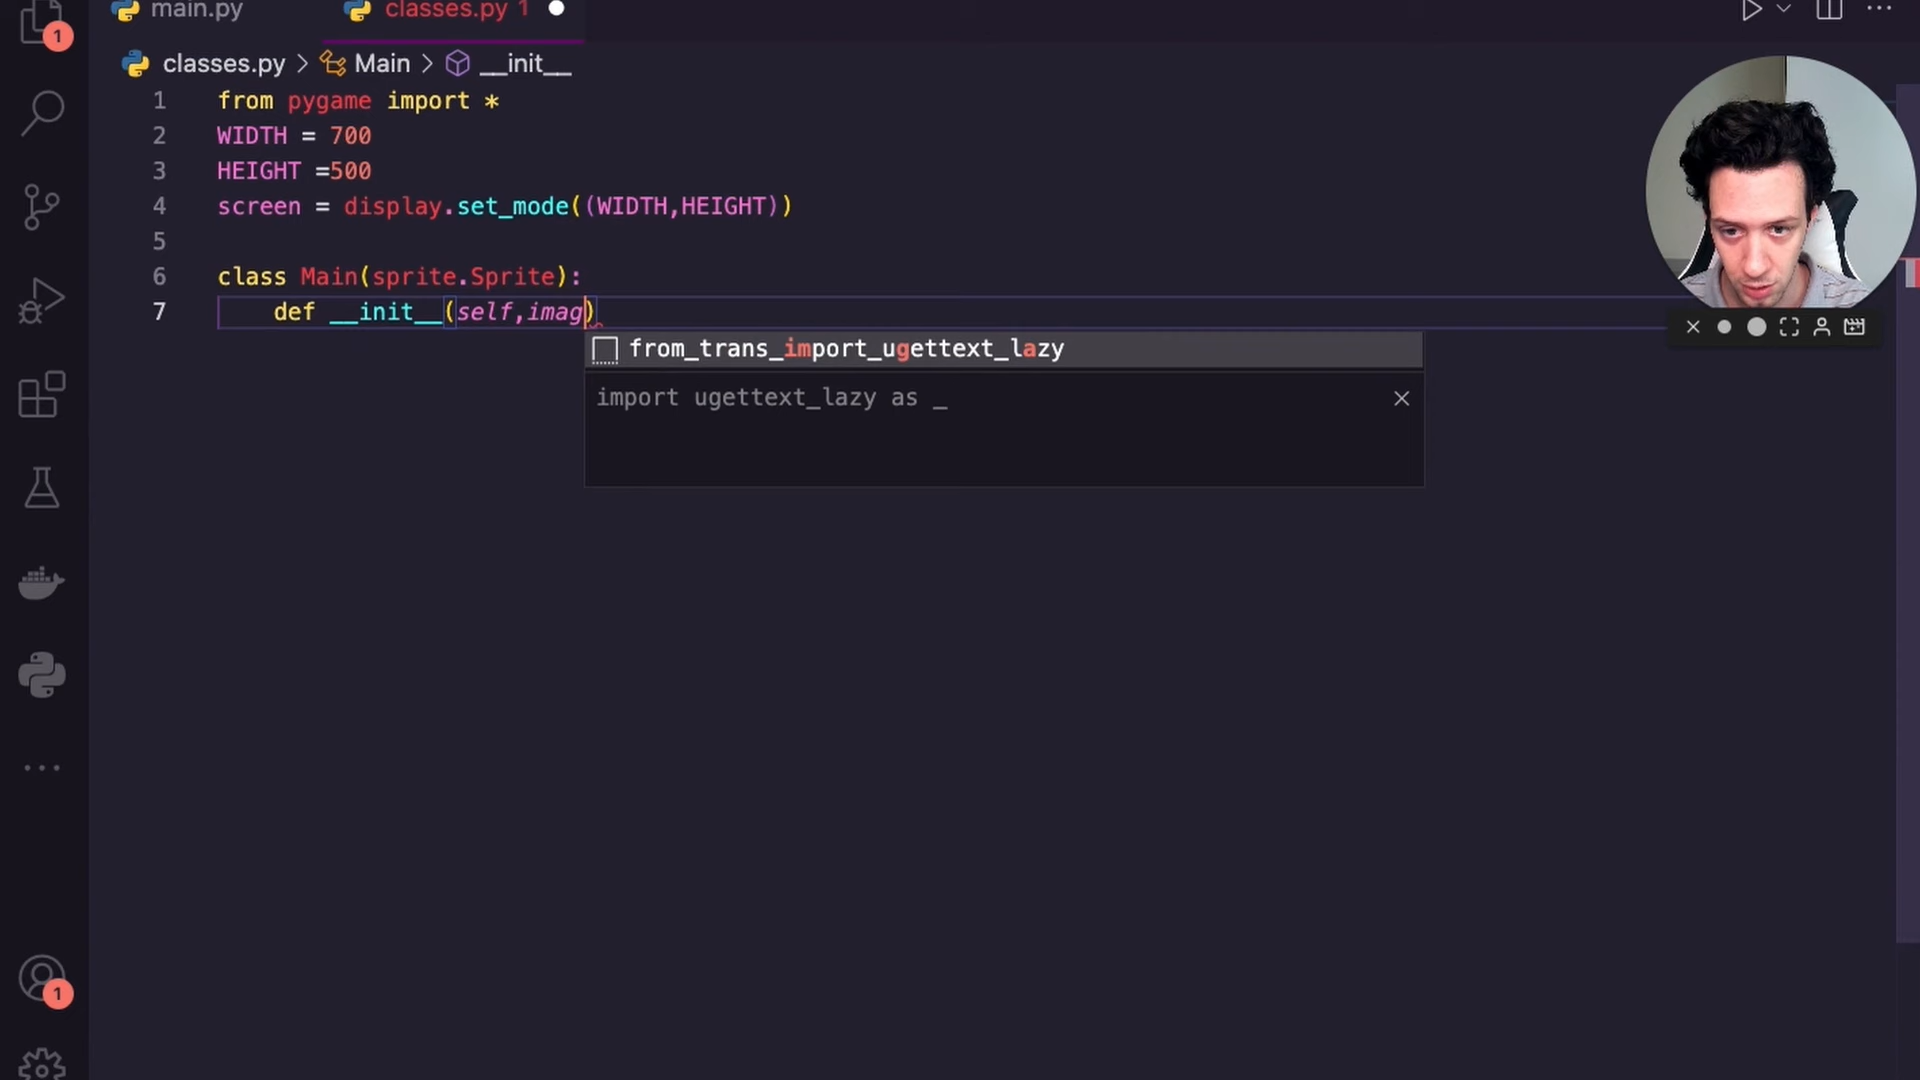 main.py
classes.py 1
1
classes.py > Main > __init__
1 from pygame import *
2 WIDTH = 700
3 HEIGHT =500
4 screen = display.set_mode((WIDTH,HEIGHT))
5
6 class Main(sprite.Sprite):
7 def __init__(self,imag)
from_trans_import_ugettext_lazy
import ugettext_lazy as _
1